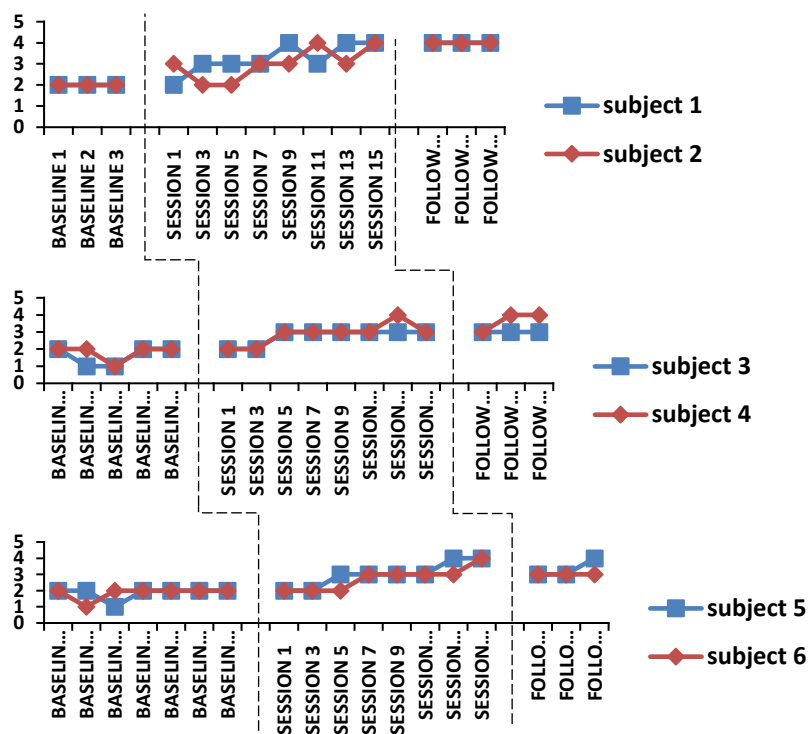 5
4
3
2
1
0
BASELINE 1
BASELINE 2
BASELINE 3
SESSION 1
SESSION 3
SESSION 5
SESSION 7
SESSION 9
SESSION 11
SESSION 13
SESSION 15
FOLLOW...
FOLLOW...
FOLLOW...
subject 1
subject 2
5
4
3
2
1
0
BASELIN...
BASELIN...
BASELIN...
BASELIN...
BASELIN...
SESSION 1
SESSION 3
SESSION 5
SESSION 7
SESSION 9
SESSION...
SESSION...
SESSION...
FOLLOW...
FOLLOW...
FOLLOW...
subject 3
subject 4
5
4
3
2
1
0
BASELIN...
BASELIN...
BASELIN...
BASELIN...
BASELIN...
BASELIN...
BASELIN...
SESSION 1
SESSION 3
SESSION 5
SESSION 7
SESSION 9
SESSION...
SESSION...
SESSION...
FOLLO...
FOLLO...
FOLLO...
subject 5
subject 6